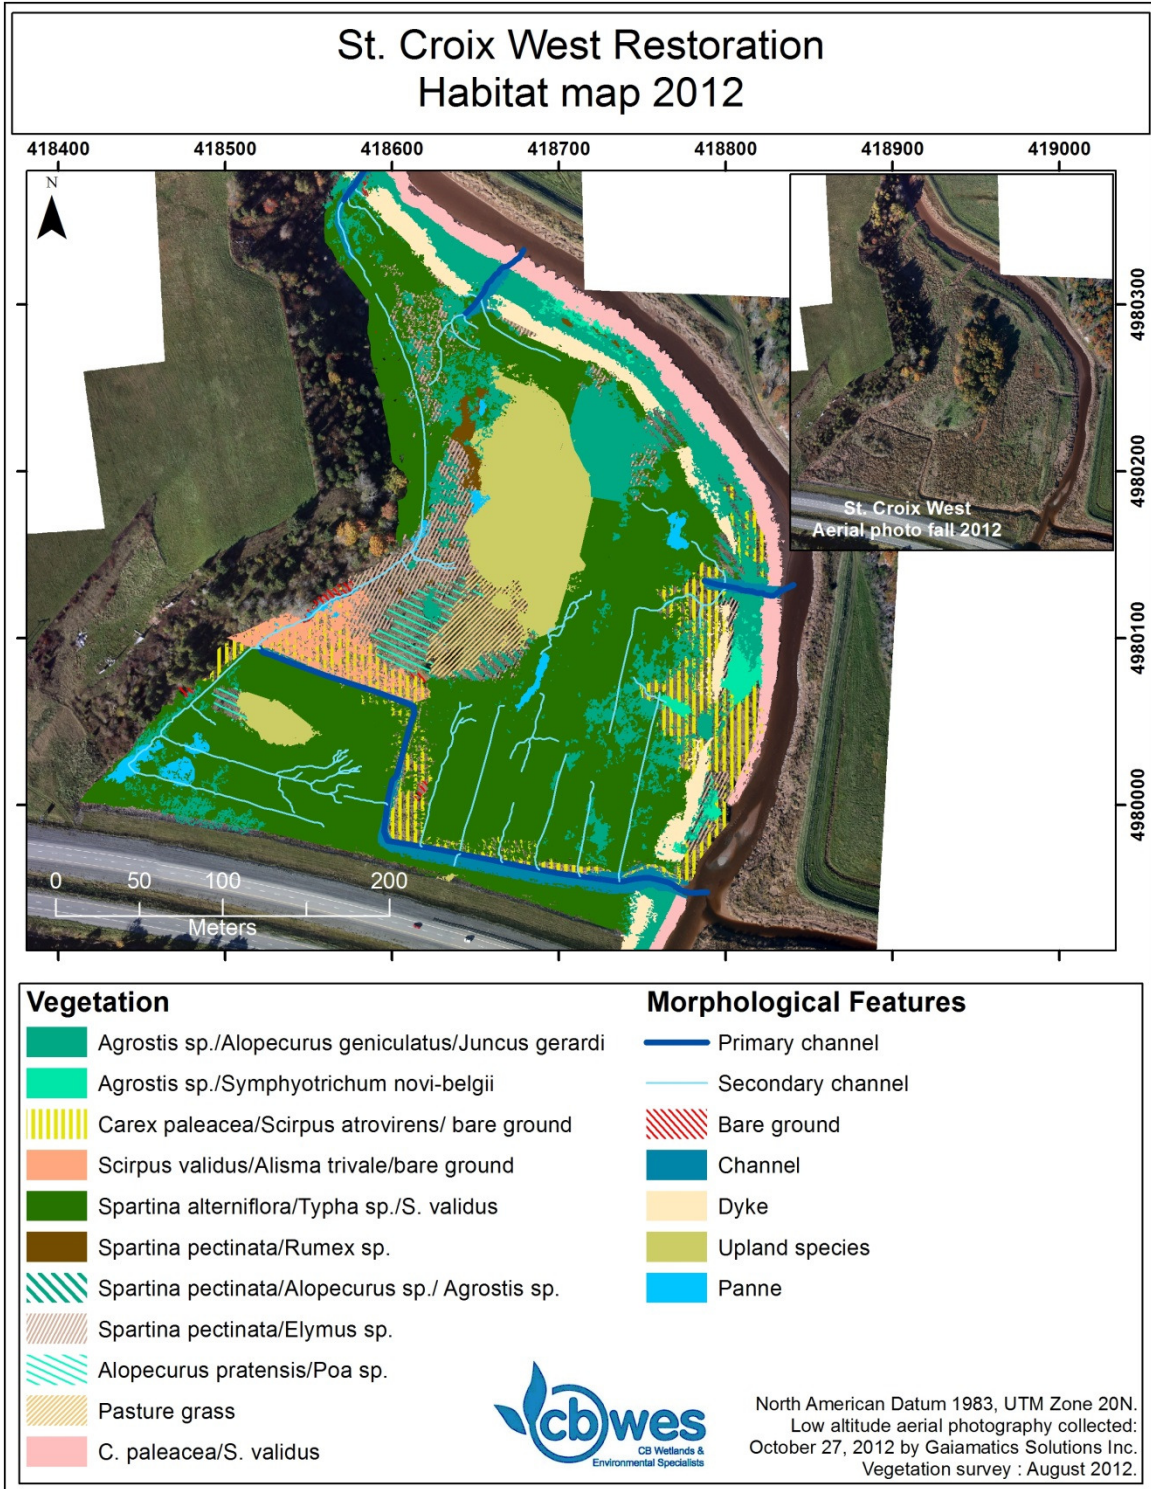 St. Croix West Restoration
Habitat map 2012
418400 418500 418600 418700 418800 418900 419000
N
4980300
4980200
4980100
4980000
St. Croix West
Aerial photo fall 2012
0 50 100 200
Meters
Vegetation
Agrostis sp./Alopecurus geniculatus/Juncus gerardi
Agrostis sp./Symphyotrichum novi-belgii
Carex paleacea/Scirpus atrovirens/ bare ground
Scirpus validus/Alisma trivale/bare ground
Spartina alterniflora/Typha sp./S. validus
Spartina pectinata/Rumex sp.
Spartina pectinata/Alopecurus sp./ Agrostis sp.
Spartina pectinata/Elymus sp.
Alopecurus pratensis/Poa sp.
Pasture grass
C. paleacea/S. validus
Morphological Features
Primary channel
Secondary channel
Bare ground
Channel
Dyke
Upland species
Panne
cbwes
CB Wetlands &
Environmental Specialists
North American Datum 1983, UTM Zone 20N.
Low altitude aerial photography collected:
October 27, 2012 by Gaiamatics Solutions Inc.
Vegetation survey : August 2012.